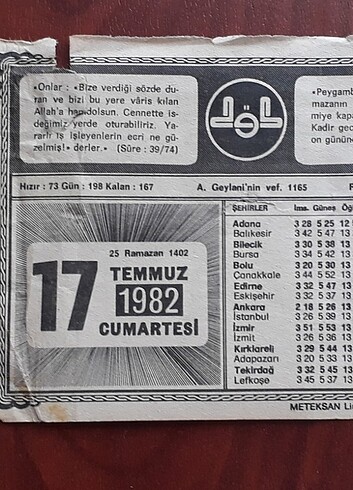 «Onlar : «Bize verdiği sözde du-
ran ve bizi bu yere vâris kılan
Allah'a hamdolsun. Cennette is-
değimiz yerde oturabiliriz. Ya-
rarlı iş işleyenlerin ecri ne gü-
zelmiş!» derler.» (Sûre : 39/74)
«Peygamb
mazanın
miye kapa
Kadir gec
on gününd
Hızır : 73 Gün : 198 Kalan : 167
A. Geylani'nin vef. 1165
25 Ramazan 1402
17
TEMMUZ
1982
CUMARTESİ
ŞEHİRLER İms. Güneş Öğ
Adana 3 28 5 25 12
Balıkesir 3 42 5 47 13
Bilecik 3 30 5 38 13
Bursa 3 34 5 42 13
Bolu 3 20 5 30 13
Çanakkale 3 44 5 52 13
Edirne 3 32 5 47 13
Eskişehir 3 32 5 37 13
Ankara 2 18 5 26 13
İstanbul 3 26 5 39 13
İzmir 3 51 5 53 13
İzmit 3 26 5 36 13
Kırklareli 3 29 5 44 13
Adapazarı 3 20 5 33 13
Tekirdağ 3 32 5 45 13
Lefkoşe 3 45 5 37 13
METEKSAN Li